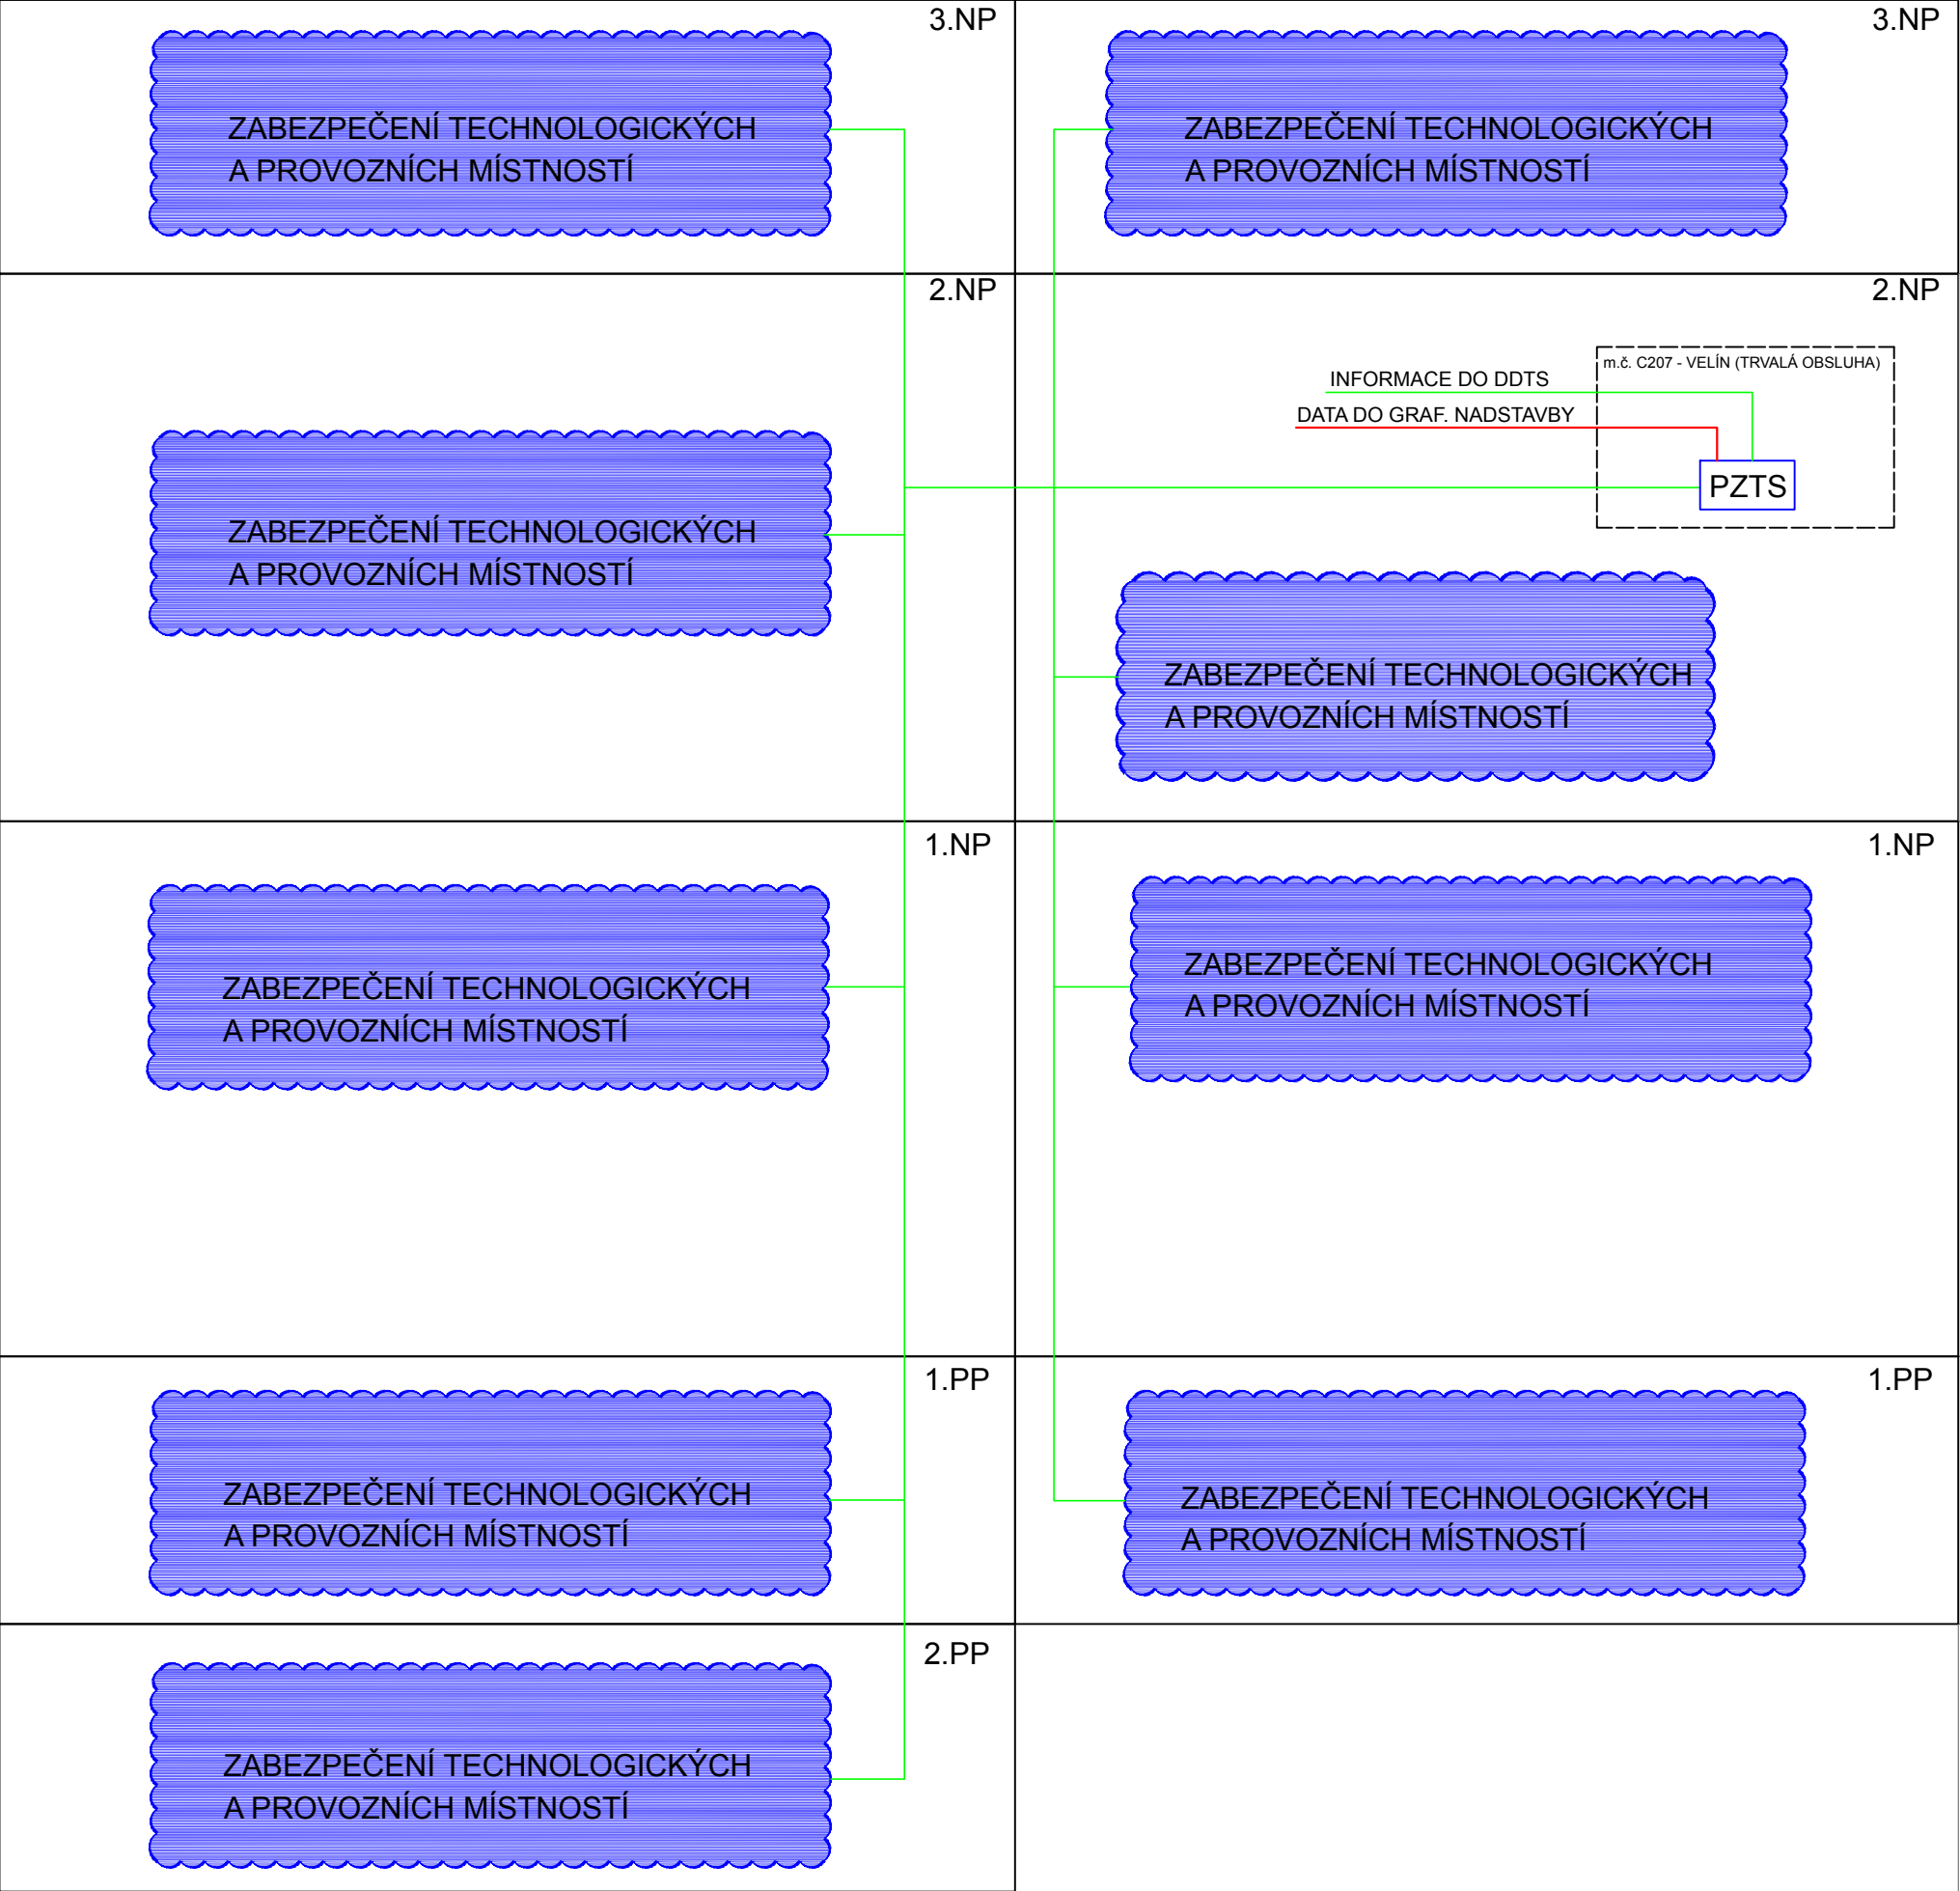 3.NP
ZABEZPEČENÍ TECHNOLOGICKÝCH
A PROVOZNÍCH MÍSTNOSTÍ
3.NP
ZABEZPEČENÍ TECHNOLOGICKÝCH
A PROVOZNÍCH MÍSTNOSTÍ
2.NP
ZABEZPEČENÍ TECHNOLOGICKÝCH
A PROVOZNÍCH MÍSTNOSTÍ
2.NP
m.č. C207 - VELÍN (TRVALÁ OBSLUHA)
INFORMACE DO DDTS
DATA DO GRAF. NADSTAVBY
PZTS
ZABEZPEČENÍ TECHNOLOGICKÝCH
A PROVOZNÍCH MÍSTNOSTÍ
1.NP
ZABEZPEČENÍ TECHNOLOGICKÝCH
A PROVOZNÍCH MÍSTNOSTÍ
1.NP
ZABEZPEČENÍ TECHNOLOGICKÝCH
A PROVOZNÍCH MÍSTNOSTÍ
1.PP
ZABEZPEČENÍ TECHNOLOGICKÝCH
A PROVOZNÍCH MÍSTNOSTÍ
1.PP
ZABEZPEČENÍ TECHNOLOGICKÝCH
A PROVOZNÍCH MÍSTNOSTÍ
2.PP
ZABEZPEČENÍ TECHNOLOGICKÝCH
A PROVOZNÍCH MÍSTNOSTÍ